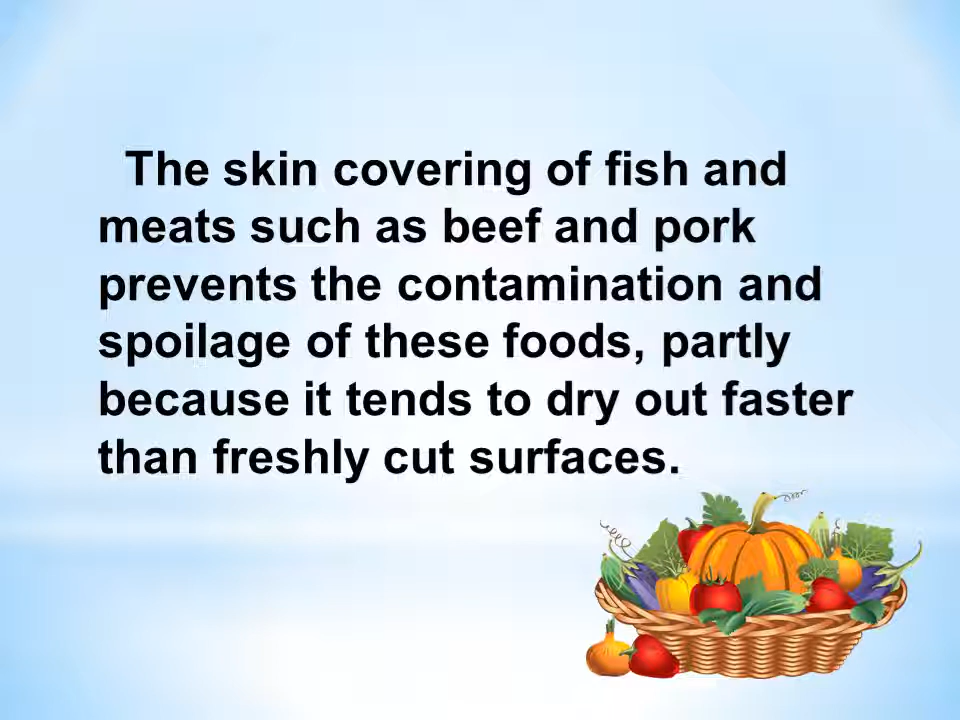 The skin covering of fish and
meats such as beef and pork
prevents the contamination and
spoilage of these foods, partly
because it tends to dry out faster
than freshly cut surfaces.